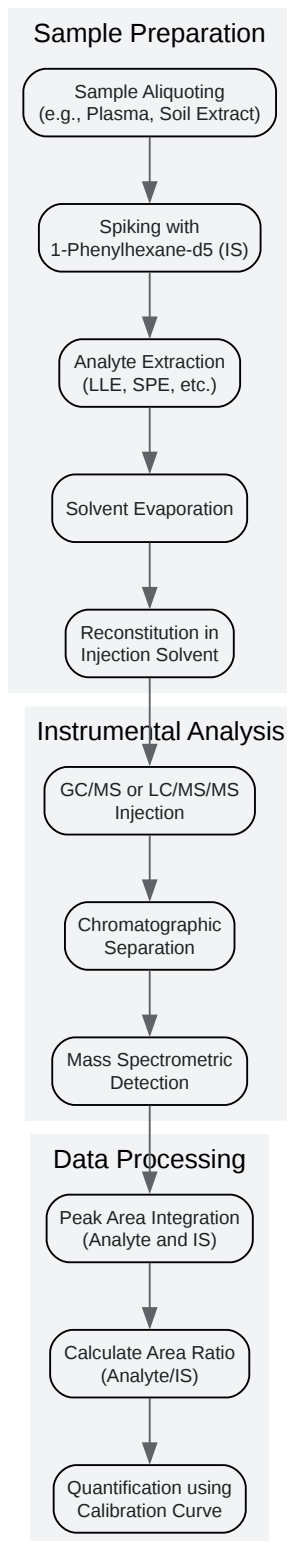 Sample Preparation
Sample Aliquoting
(e.g., Plasma, Soil Extract)
Spiking with
1-Phenylhexane-d5 (IS)
Analyte Extraction
(LLE, SPE, etc.)
Solvent Evaporation
Reconstitution in
Injection Solvent
Instrumental Analysis
GC/MS or LC/MS/MS
Injection
Chromatographic
Separation
Mass Spectrometric
Detection
Data Processing
Peak Area Integration
(Analyte and IS)
Calculate Area Ratio
(Analyte/IS)
Quantification using
Calibration Curve